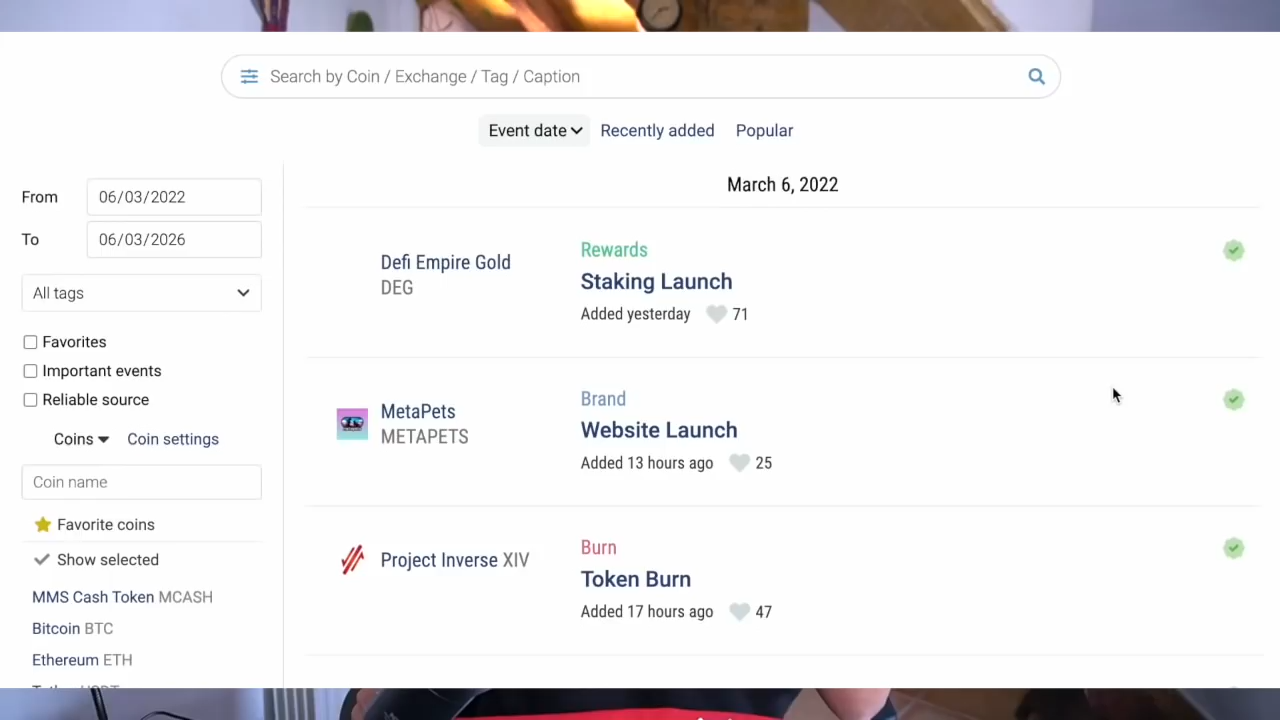 Search by Coin / Exchange / Tag / Caption
Event date
Recently added
Popular
From
06/03/2022
To
06/03/2026
All tags
Favorites
Important events
Reliable source
Coins
Coin settings
Coin name
Favorite coins
Show selected
MMS Cash Token MCASH
Bitcoin BTC
Ethereum ETH
March 6, 2022
Defi Empire Gold
DEG
Rewards
Staking Launch
Added yesterday
71
MetaPets
METAPETS
Brand
Website Launch
Added 13 hours ago
25
Project Inverse XIV
Burn
Token Burn
Added 17 hours ago
47